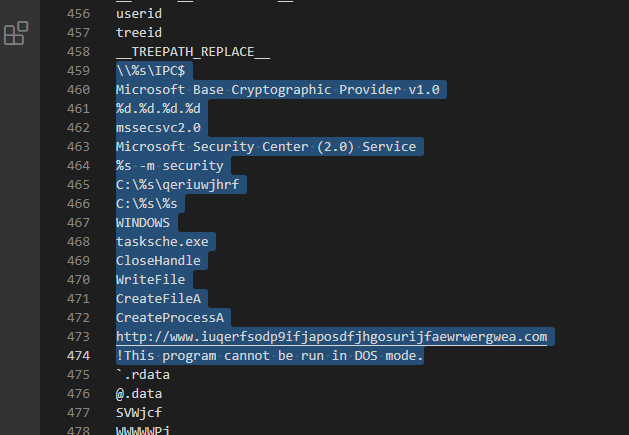 456 userid
457 treeid
458 __TREEPATH_REPLACE__
459 \\%s\IPC$
460 Microsoft Base Cryptographic Provider v1.0
461 %d.%d.%d.%d
462 mssecsvc2.0
463 Microsoft Security Center (2.0) Service
464 %s -m security
465 C:\%s\qeriuwjhrf
466 C:\%s\%s
467 WINDOWS
468 tasksche.exe
469 CloseHandle
470 WriteFile
471 CreateFileA
472 CreateProcessA
473 http://www.iuqerfsodp9ifjaposdfjhgosurijfaewrwergwea.com
474 !This program cannot be run in DOS mode.
475 `.rdata
476 @.data
477 SVWjcf
478 WWWWWPj